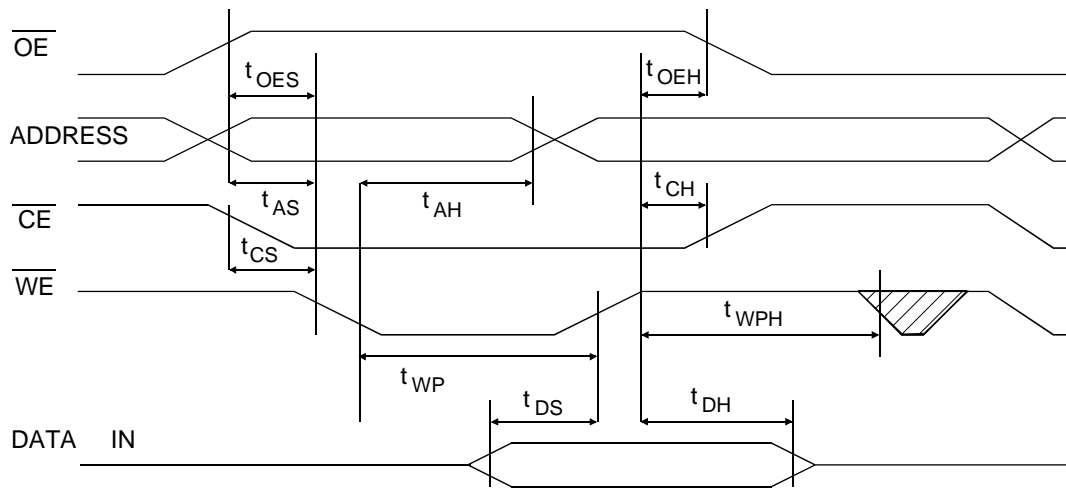 OE
t OES
t OEH
ADDRESS
t AS
t AH
t CH
CE
t CS
WE
t WPH
t WP
t DS
t DH
DATA IN